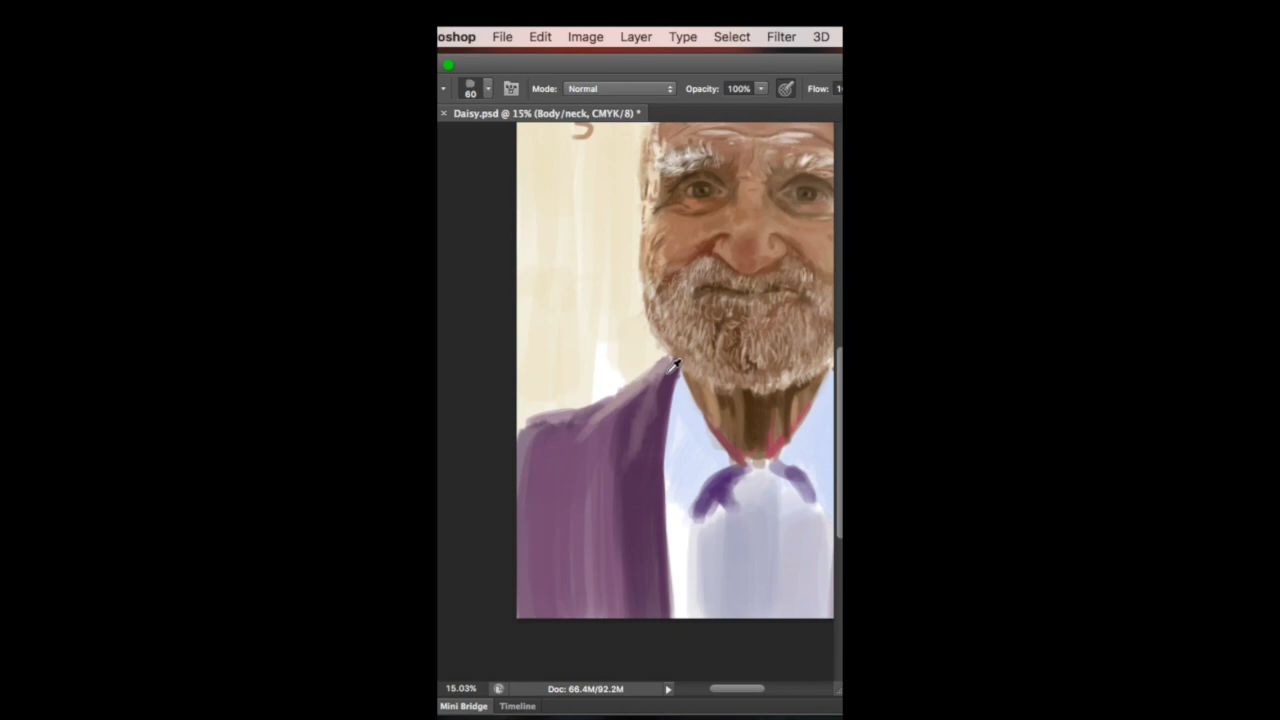 oshop File Edit Image Layer Type Select Filter 3D
60 Mode: Normal Opacity: 100% Flow:
Daisy.psd @ 15% (Body/neck, CMYK/8) *
15.03% Doc: 66.4M/92.2M
Mini Bridge Timeline